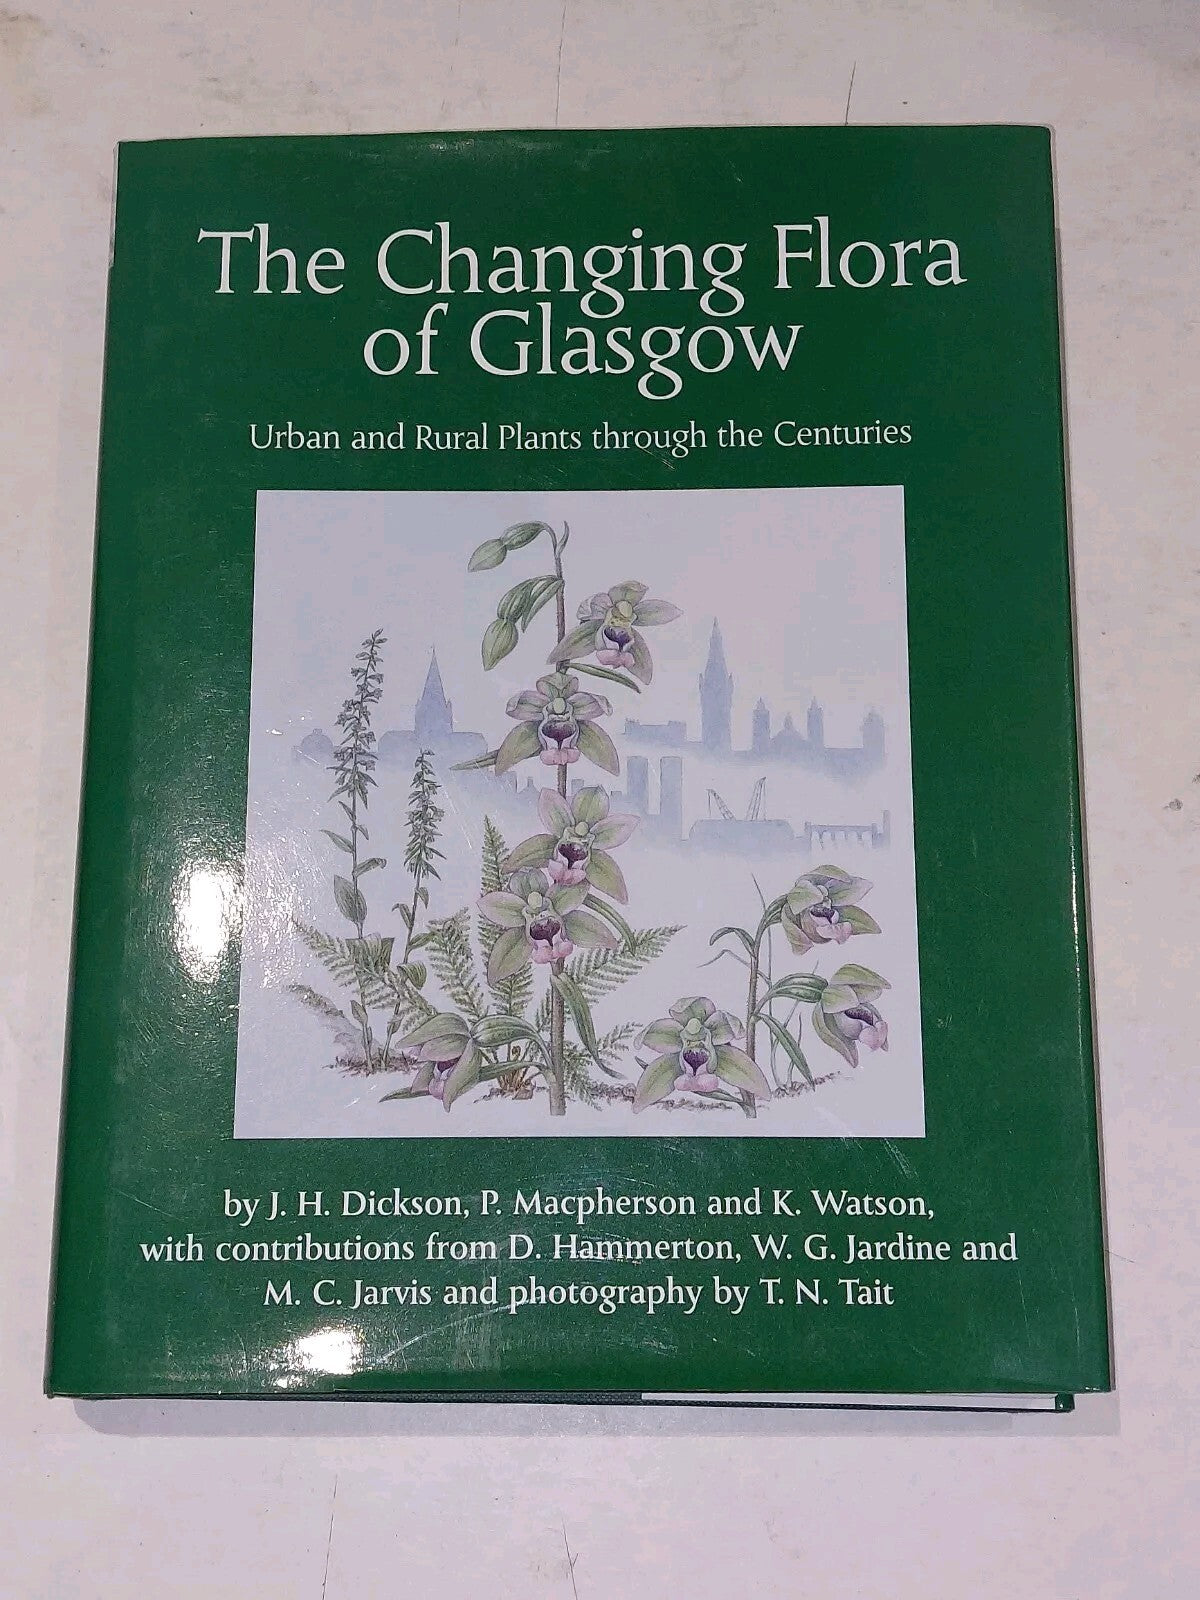 The Changing Flora
of Glasgow
Urban and Rural Plants through the Centuries
by J. H. Dickson, P. Macpherson and K. Watson,
with contributions from D. Hammerton, W. G. Jardine and
M. C. Jarvis and photography by T. N. Tait